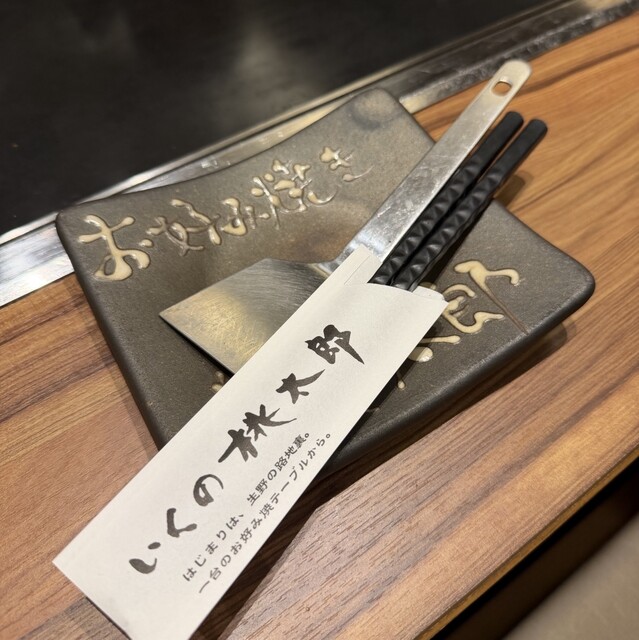 いくの 桃太郎
はじまりは、生野の路地裏。
一台のお好み焼テーブルから。
お好み焼き